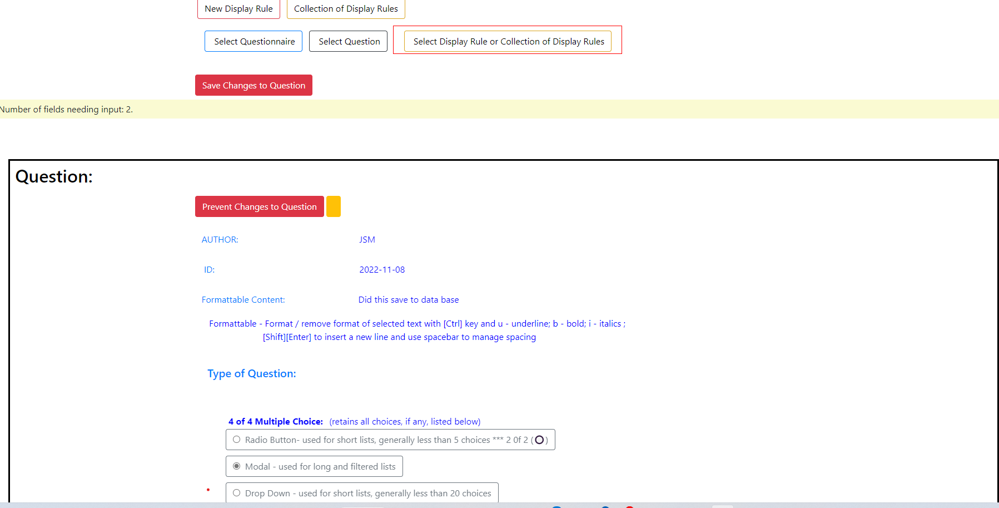 New Display Rule Collection of Display Rules
Select Questionnaire Select Question Select Display Rule or Collection of Display Rules
Save Changes to Question
Number of fields needing input: 2.
Question:
Prevent Changes to Question
AUTHOR: JSM
ID: 2022-11-08
Formattable Content: Did this save to data base
Formattable - Format / remove format of selected text with [Ctrl] key and u - underline; b - bold; i - italics ;
[Shift][Enter] to insert a new line and use spacebar to manage spacing
Type of Question:
4 of 4 Multiple Choice: (retains all choices, if any, listed below)
Radio Button- used for short lists, generally less than 5 choices *** 2 0f 2 ( )
Modal - used for long and filtered lists
Drop Down - used for short lists, generally less than 20 choices